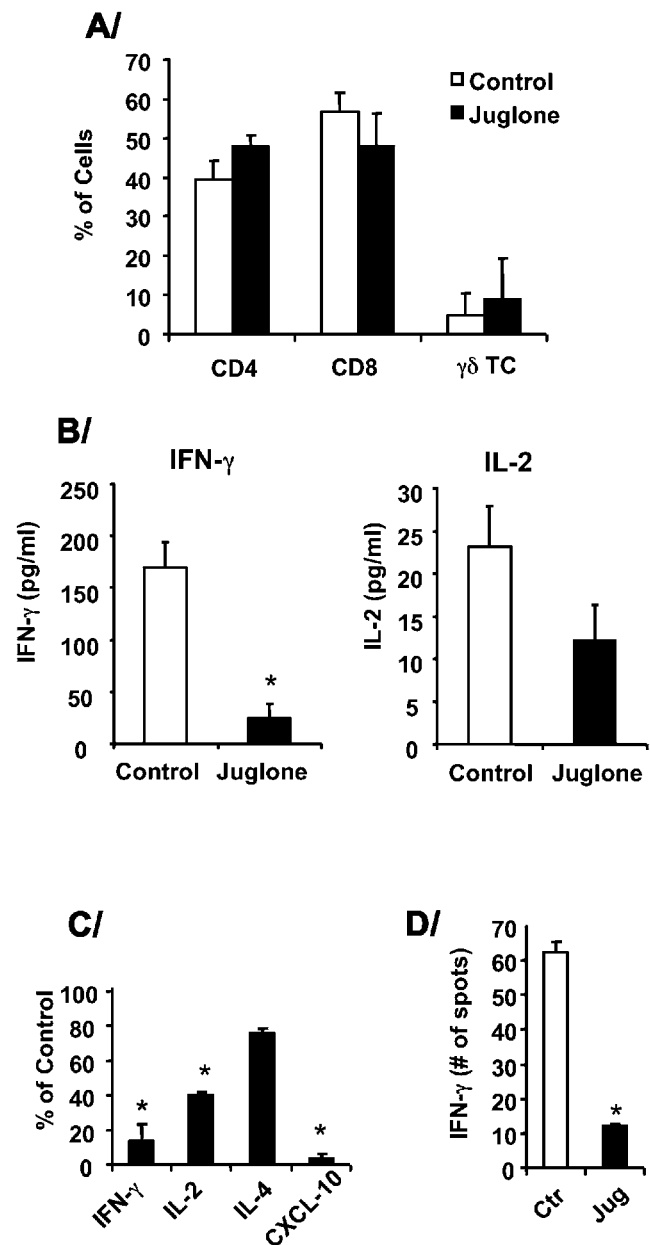 A/
70
60
50
40
30
20
10
0
% of Cells
Control
Juglone
CD4 CD8 γδ TC
B/
IFN-γ
250
200
150
100
50
0
IFN-γ (pg/ml)
*
Control Juglone
IL-2
30
25
20
15
10
5
0
IL-2 (pg/ml)
Control Juglone
C/
100
80
60
40
20
0
% of Control
* * *
IFN-γ IL-2 IL-4 CXCL-10
D/
70
60
50
40
30
20
10
0
IFN-γ (# of spots)
*
Ctr Jug